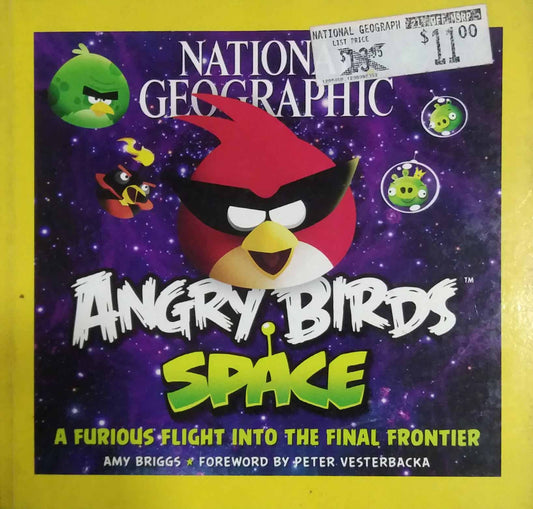 NATIONAL GEOGRAPH
LIST PRICE
$11.00
NATION
GEOGRAPHIC
ANGRY BIRDS™
SPACE
A FURIOUS FLIGHT INTO THE FINAL FRONTIER
AMY BRIGGS ★ FOREWORD BY PETER VESTERBACKA